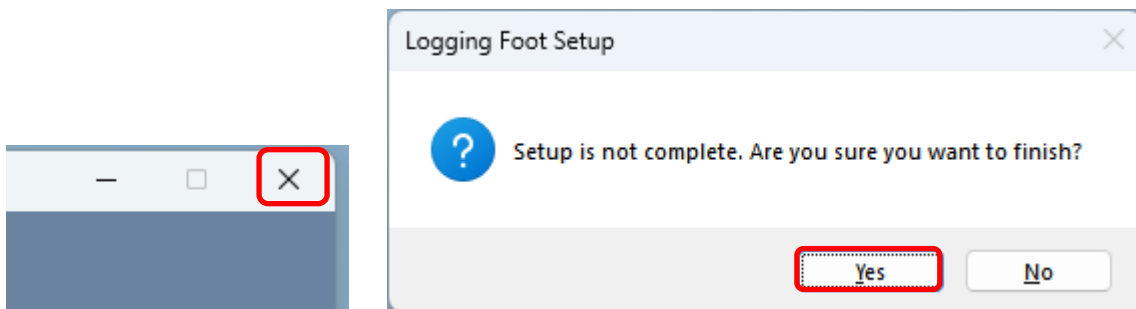 Logging Foot Setup
Setup is not complete. Are you sure you want to finish?
Yes
No